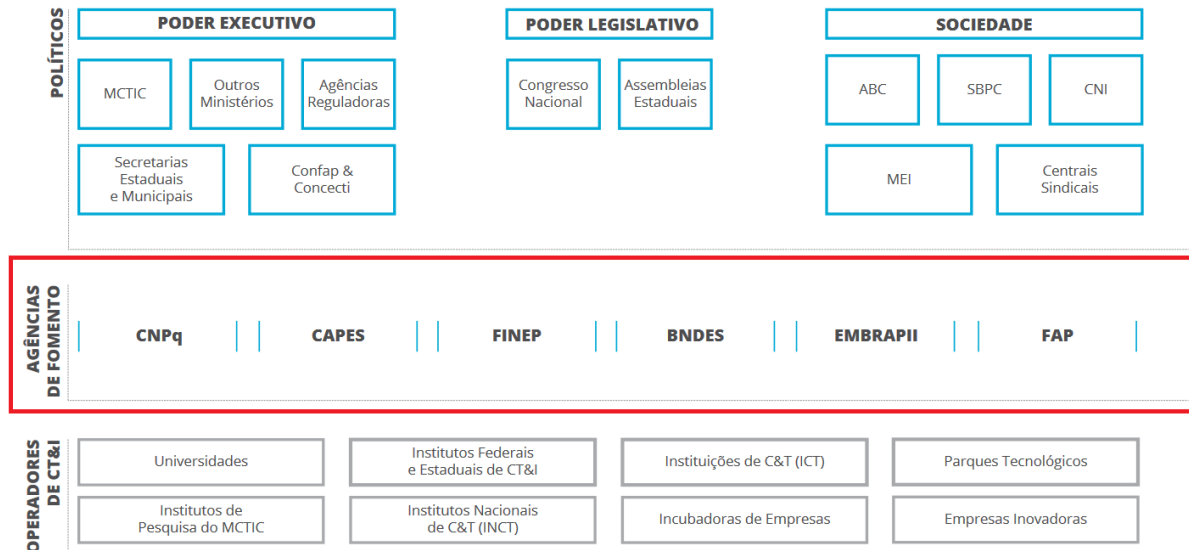 POLÍTICOS
PODER EXECUTIVO
PODER LEGISLATIVO
SOCIEDADE
MCTIC
Outros
Ministérios
Agências
Reguladoras
Congresso
Nacional
Assembleias
Estaduais
ABC
SBPC
CNI
Secretarias
Estaduais
e Municipais
Confap &
Concecti
MEI
Centrais
Sindicais
AGÊNCIAS
DE FOMENTO
CNPq
CAPES
FINEP
BNDES
EMBRAPII
FAP
OPERADORES
DE CT&I
Universidades
Institutos Federais
e Estaduais de CT&I
Instituições de C&T (ICT)
Parques Tecnológicos
Institutos de
Pesquisa do MCTIC
Institutos Nacionais
de C&T (INCT)
Incubadoras de Empresas
Empresas Inovadoras